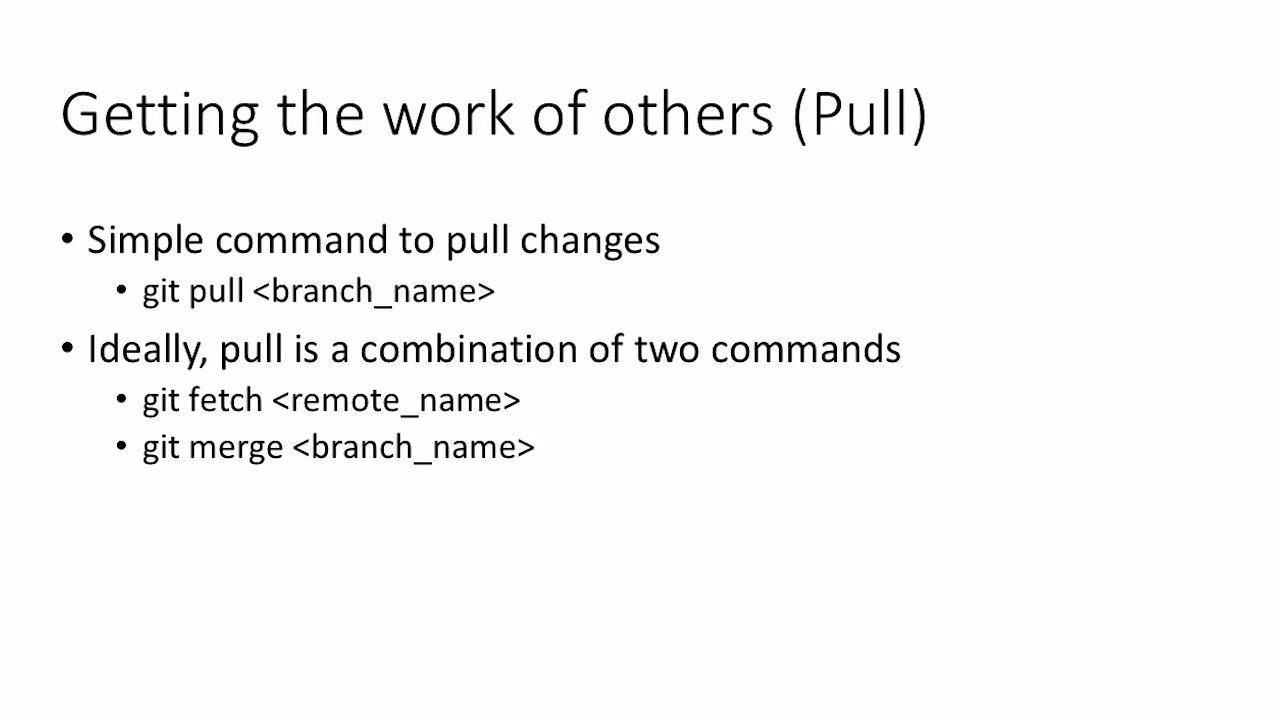 Getting the work of others (Pull)
• Simple command to pull changes
• git pull <branch_name>
• Ideally, pull is a combination of two commands
• git fetch <remote_name>
• git merge <branch_name>